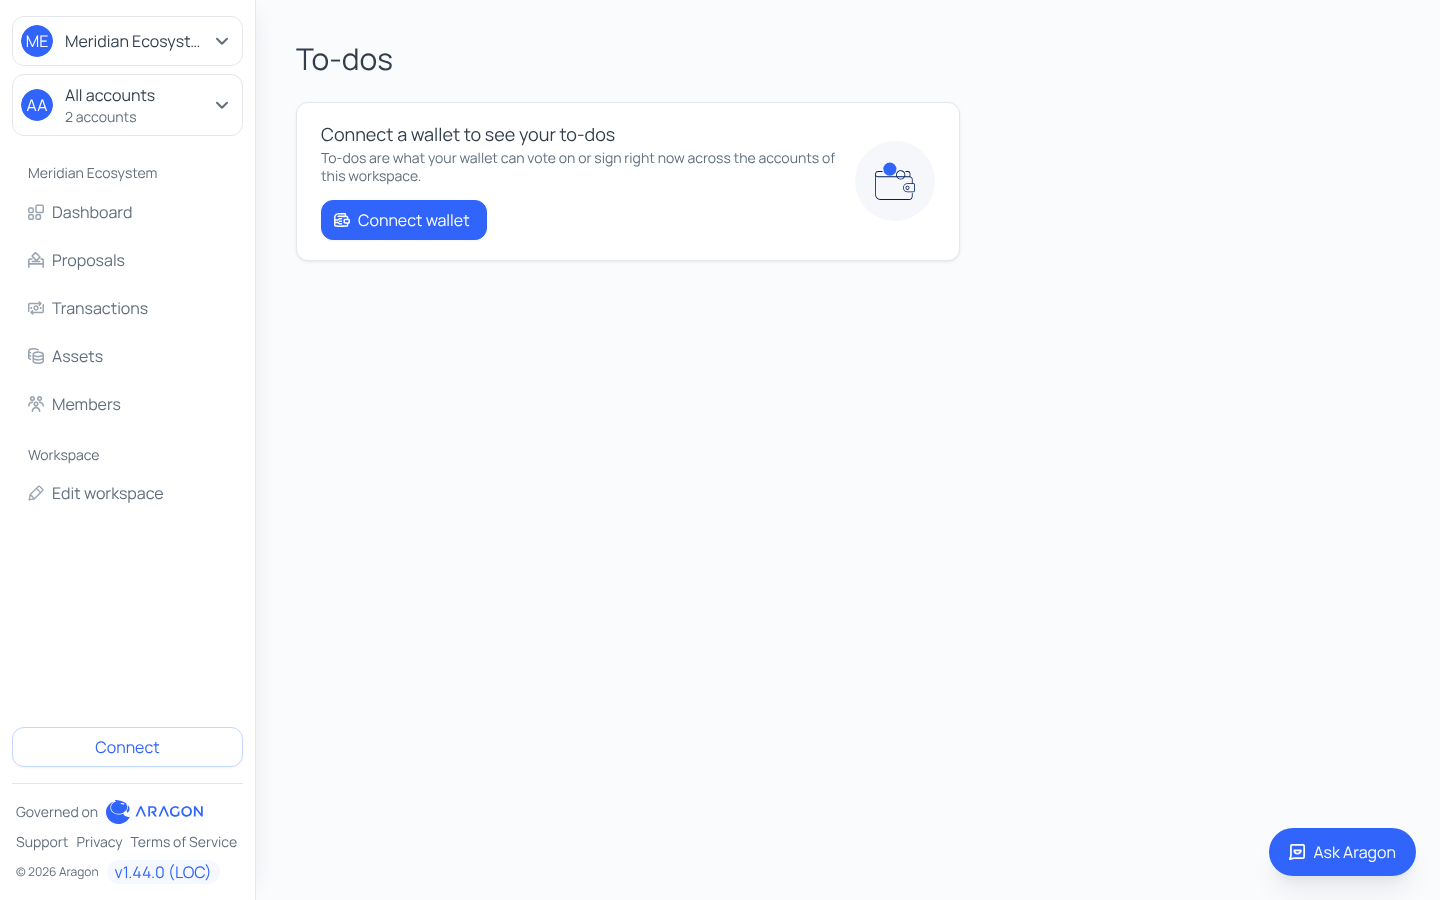 ME
Meridian Ecosyst...
AA
All accounts
2 accounts
Meridian Ecosystem
Dashboard
Proposals
Transactions
Assets
Members
Workspace
Edit workspace
Connect
Governed on ARAGON
Support Privacy Terms of Service
© 2026 Aragon v1.44.0 (LOC)
To-dos
Connect a wallet to see your to-dos
To-dos are what your wallet can vote on or sign right now across the accounts of
this workspace.
Connect wallet
Ask Aragon